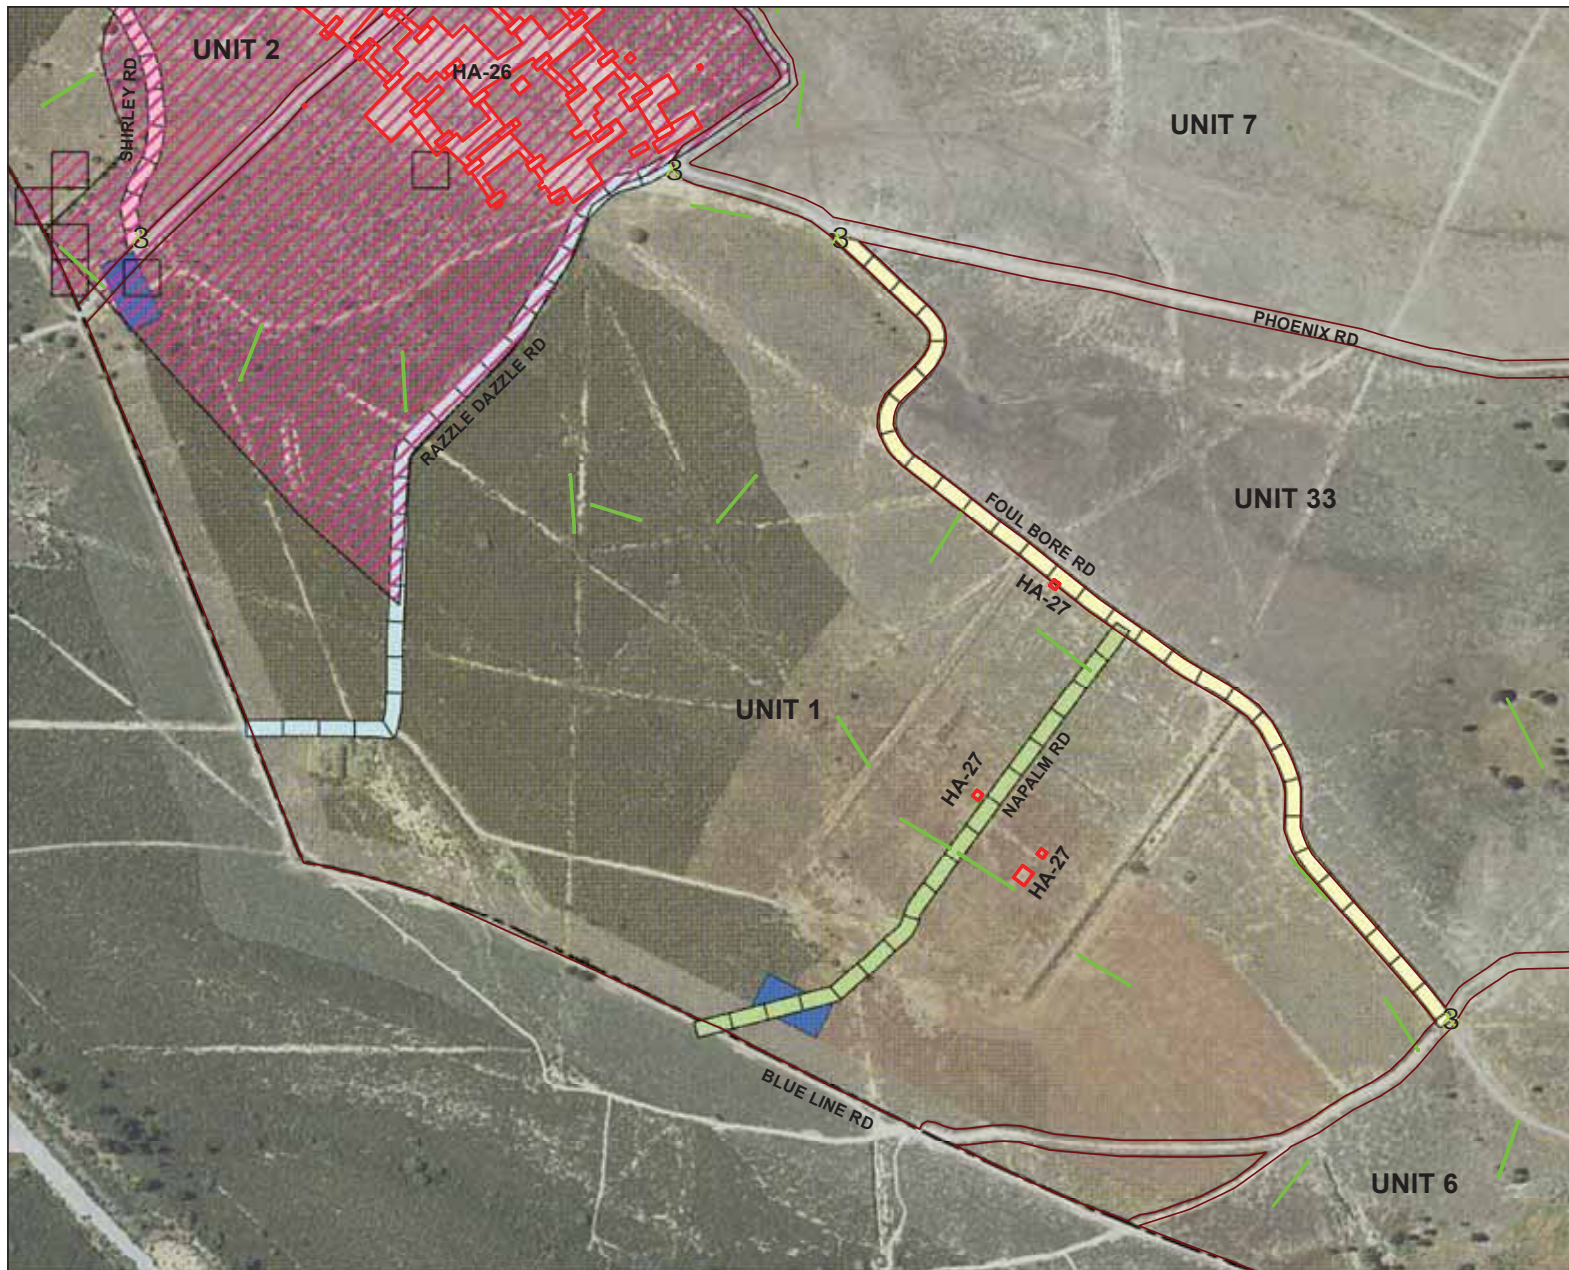 UNIT 2
HA-26
SHIRLEY RD
UNIT 7
3
3
3
PHOENIX RD
RAZZLE DAZZLE RD
UNIT 33
FOUL BORE RD
HA-27
UNIT 1
NAPALM RD
HA-27
HA-27
3
BLUE LINE RD
UNIT 6